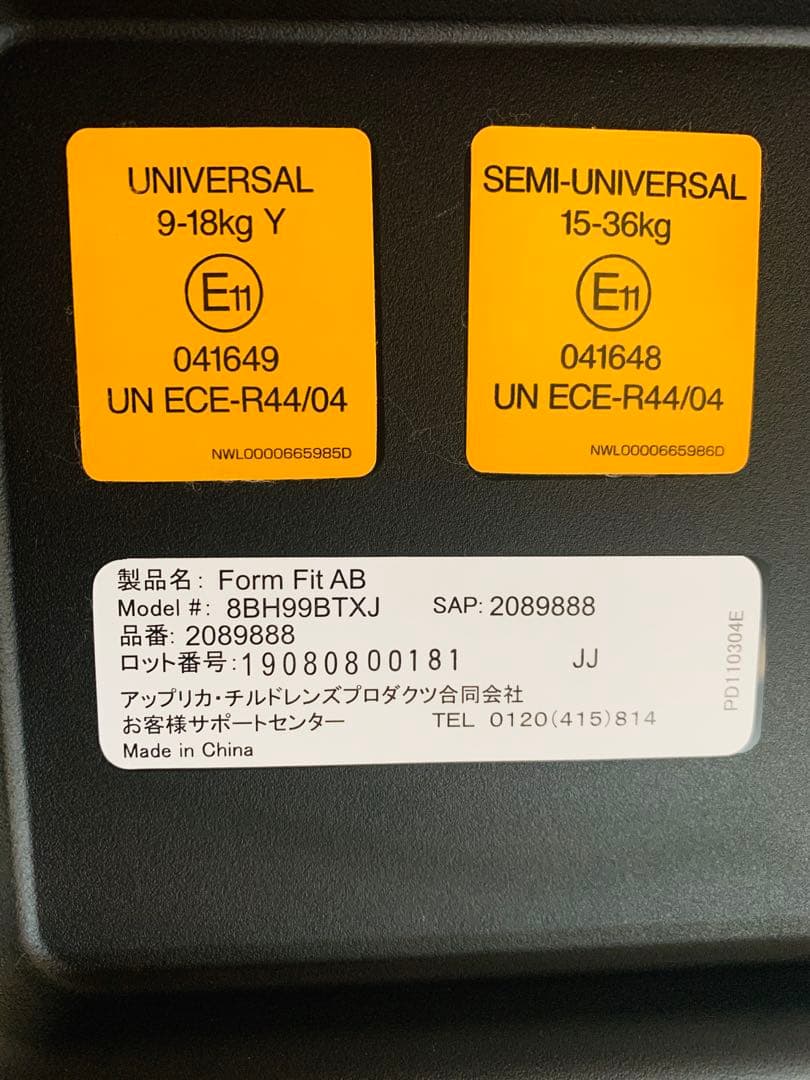 UNIVERSAL
9-18kg Y
E11
041649
UN ECE-R44/04
NWL0000665985D
SEMI-UNIVERSAL
15-36kg
E11
041648
UN ECE-R44/04
NWL0000665986D
製品名: Form Fit AB
Model #: 8BH99BTXJ SAP: 2089888
品番: 2089888
ロット番号:19080800181 JJ
アップリカ・チルドレンズプロダクツ合同会社
お客様サポートセンター TEL 0120(415)814
Made in China
PD110304E